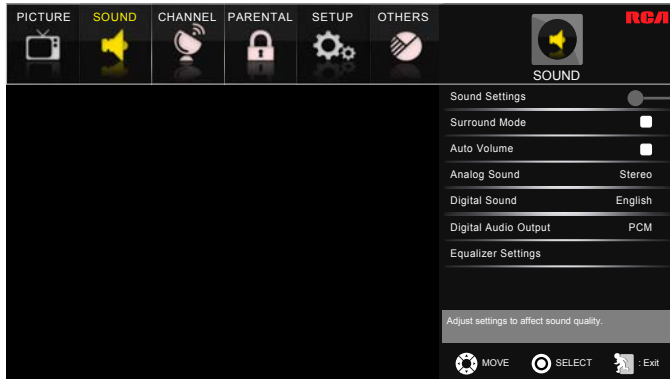 PICTURE SOUND CHANNEL PARENTAL SETUP OTHERS
RCA
SOUND
Sound Settings
Surround Mode
Auto Volume
Analog Sound Stereo
Digital Sound English
Digital Audio Output PCM
Equalizer Settings
Adjust settings to affect sound quality.
MOVE SELECT : Exit